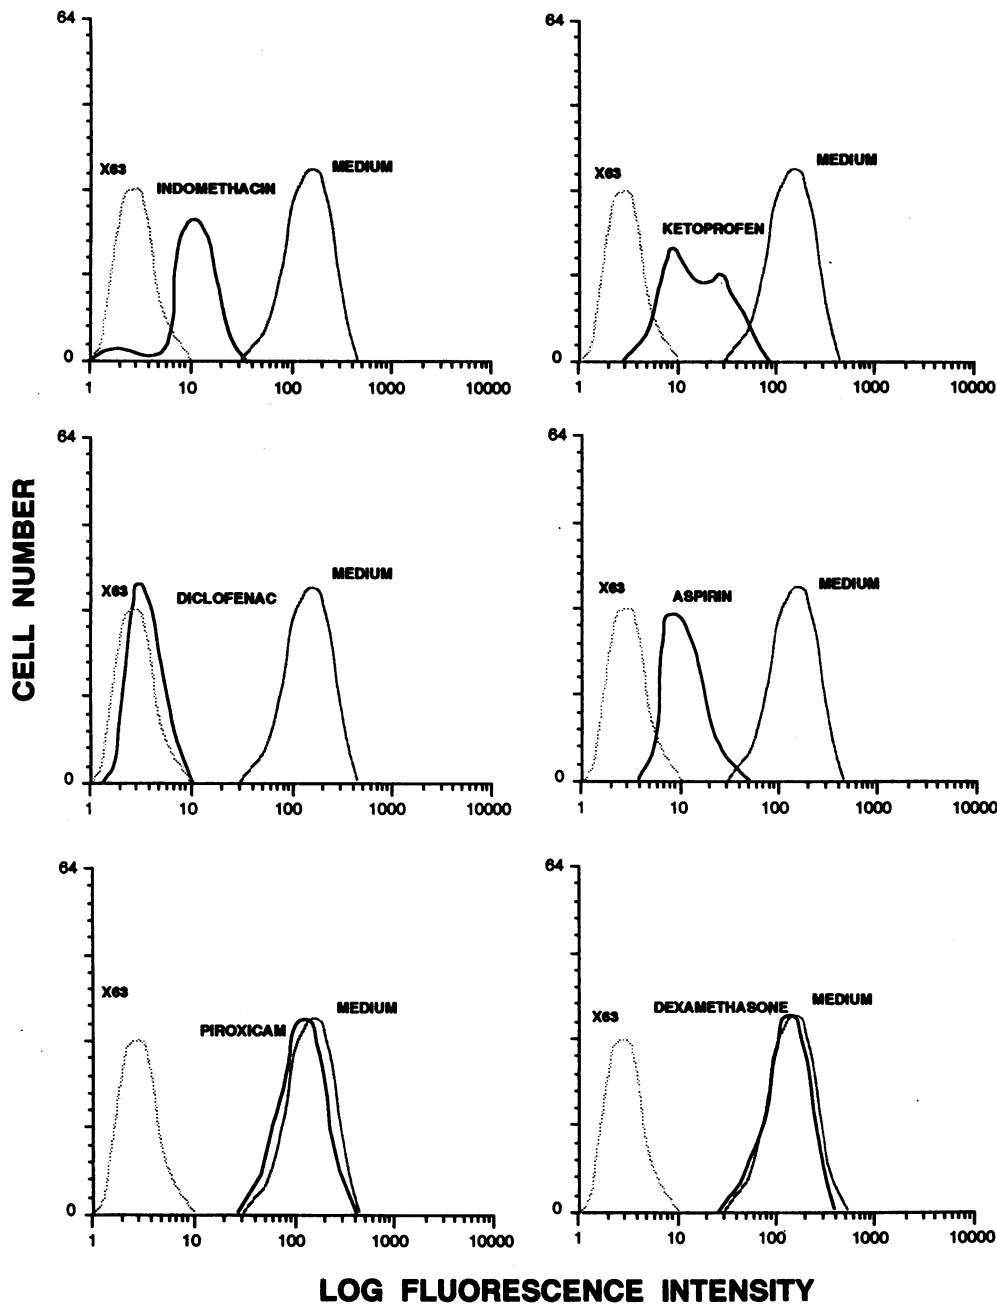 64
X63
INDOMETHACIN
MEDIUM
0
1 10 100 1000 10000
64
X63
KETOPROFEN
MEDIUM
0
1 10 100 1000 10000
64
X63
DICLOFENAC
MEDIUM
0
1 10 100 1000 10000
64
X63
ASPIRIN
MEDIUM
0
1 10 100 1000 10000
64
X63
PIROXICAM
MEDIUM
0
1 10 100 1000 10000
64
X63
DEXAMETHASONE
MEDIUM
0
1 10 100 1000 10000
CELL NUMBER
LOG FLUORESCENCE INTENSITY